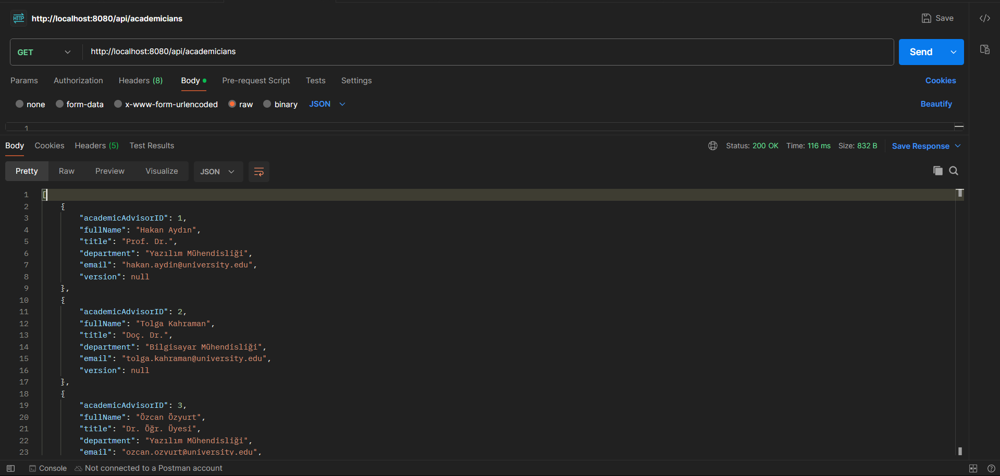 HTTP http://localhost:8080/api/academicians Save
GET http://localhost:8080/api/academicians Send
Params Authorization Headers (8) Body Pre-request Script Tests Settings Cookies
none form-data x-www-form-urlencoded raw binary JSON Beautify
1
Body Cookies Headers (5) Test Results Status: 200 OK Time: 116 ms Size: 832 B Save Response
Pretty Raw Preview Visualize JSON
1 [
2 {
3 "academicAdvisorID": 1,
4 "fullName": "Hakan Aydın",
5 "title": "Prof. Dr.",
6 "department": "Yazılım Mühendisliği",
7 "email": "hakan.aydin@university.edu",
8 "version": null
9 },
10 {
11 "academicAdvisorID": 2,
12 "fullName": "Tolga Kahraman",
13 "title": "Doç. Dr.",
14 "department": "Bilgisayar Mühendisliği",
15 "email": "tolga.kahraman@university.edu",
16 "version": null
17 },
18 {
19 "academicAdvisorID": 3,
20 "fullName": "Özcan Özyurt",
21 "title": "Dr. Öğr. Üyesi",
22 "department": "Yazılım Mühendisliği",
23 "email": "ozcan.ozyurt@university.edu",
Console Not connected to a Postman account